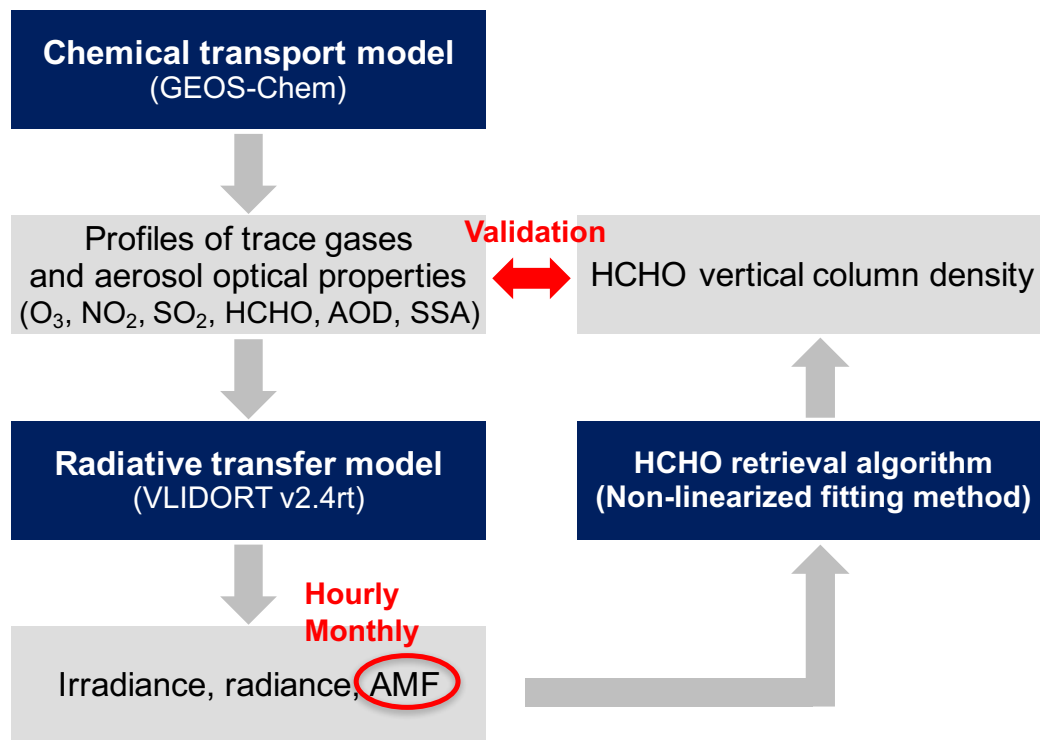 Chemical transport model
(GEOS-Chem)
Profiles of trace gases
and aerosol optical properties
(O₃, NO₂, SO₂, HCHO, AOD, SSA)
Validation
HCHO vertical column density
Radiative transfer model
(VLIDORT v2.4rt)
HCHO retrieval algorithm
(Non-linearized fitting method)
Hourly
Monthly
Irradiance, radiance, AMF